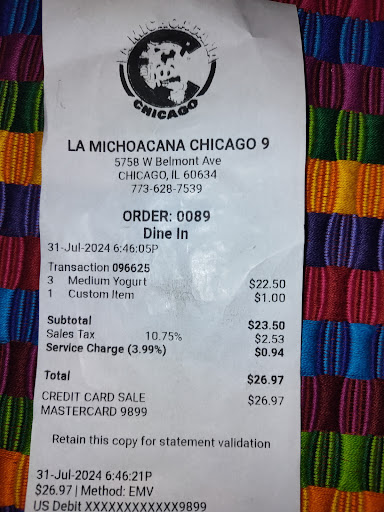 LA MICHOACANA
CHICAGO
LA MICHOACANA CHICAGO 9
5758 W Belmont Ave
CHICAGO, IL 60634
773-628-7539
ORDER: 0089
Dine In
31-Jul-2024 6:46:05P
Transaction 096625
3 Medium Yogurt $22.50
1 Custom Item $1.00
Subtotal $23.50
Sales Tax 10.75% $2.53
Service Charge (3.99%) $0.94
Total $26.97
CREDIT CARD SALE $26.97
MASTERCARD 9899
Retain this copy for statement validation
31-Jul-2024 6:46:21P
$26.97 | Method: EMV
US Debit XXXXXXXXXXXX9899